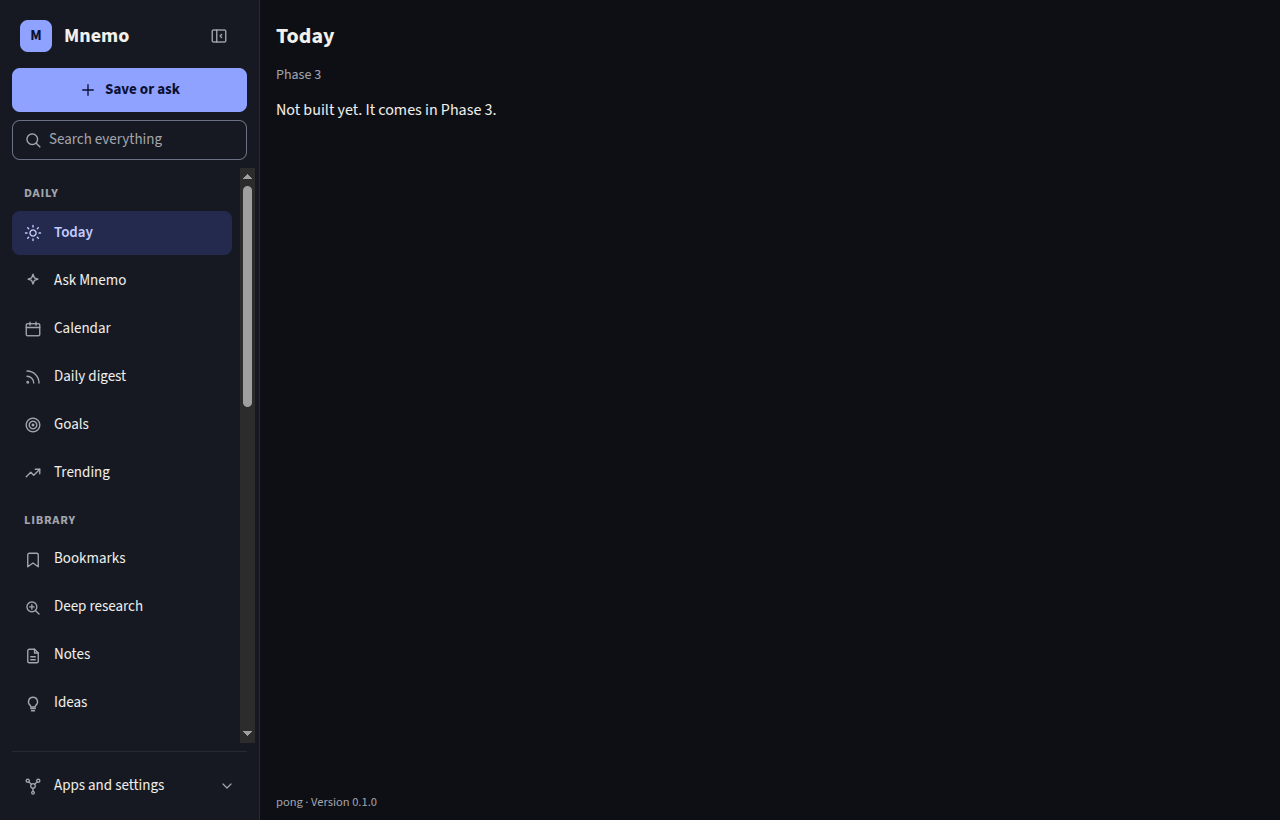 M Mnemo
Save or ask
Search everything
DAILY
Today
Ask Mnemo
Calendar
Daily digest
Goals
Trending
LIBRARY
Bookmarks
Deep research
Notes
Ideas
Apps and settings
Today
Phase 3
Not built yet. It comes in Phase 3.
pong · Version 0.1.0